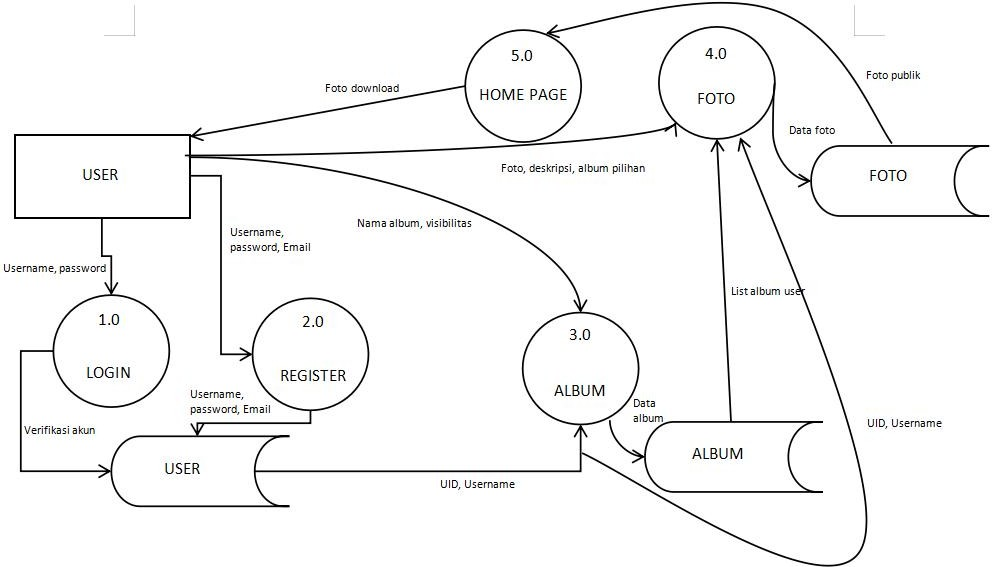 5.0
HOME PAGE
4.0
FOTO
Foto publik
Foto download
Data foto
USER
FOTO
Foto, deskripsi, album pilihan
Nama album, visibilitas
Username,
password, Email
Username, password
List album user
1.0
LOGIN
2.0
REGISTER
3.0
ALBUM
Username,
password, Email
Data
album
Verifikasi akun
UID, Username
USER
ALBUM
UID, Username